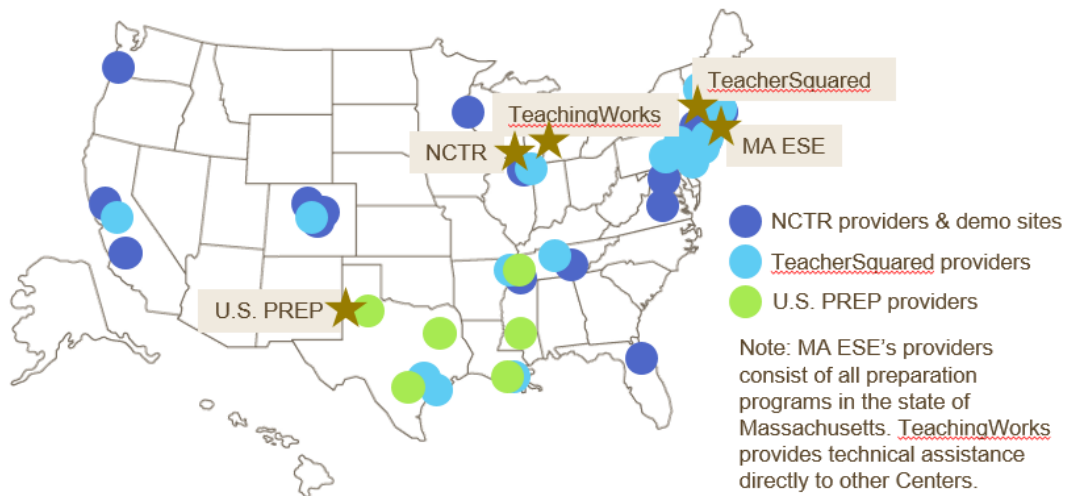 TeacherSquared
TeachingWorks
NCTR
MA ESE
U.S. PREP
NCTR providers & demo sites
TeacherSquared providers
U.S. PREP providers
Note: MA ESE's providers
consist of all preparation
programs in the state of
Massachusetts. TeachingWorks
provides technical assistance
directly to other Centers.